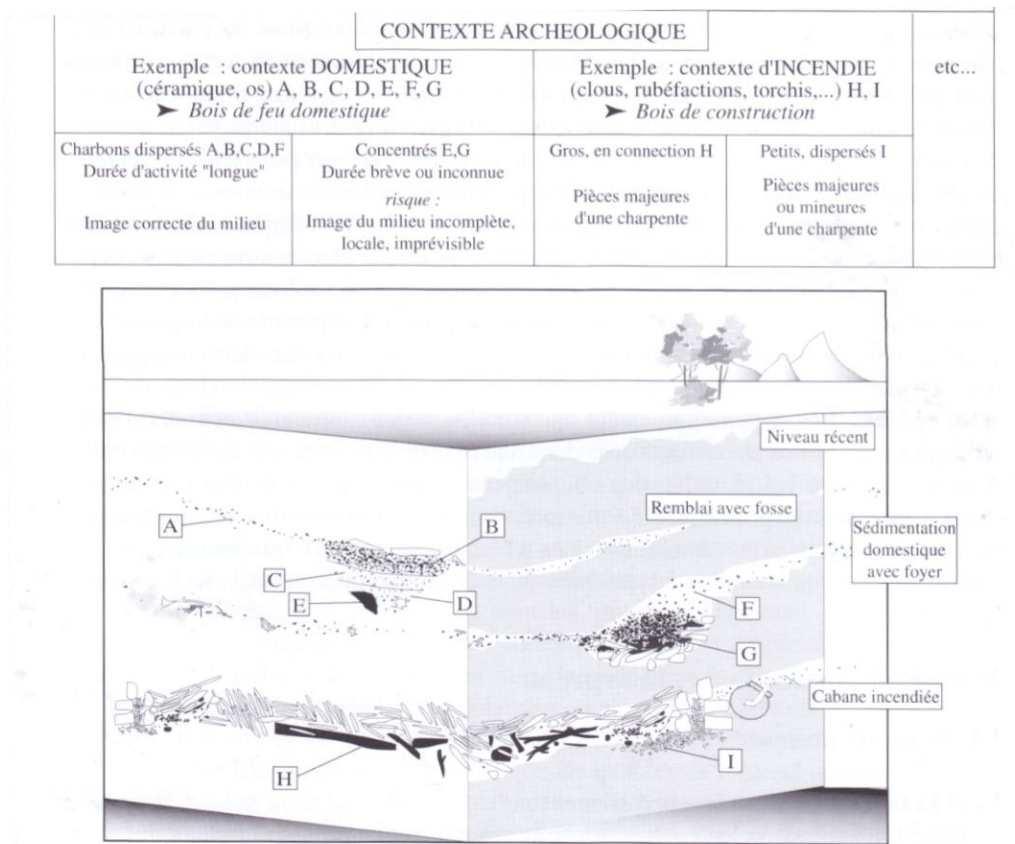 CONTEXTE ARCHEOLOGIQUE
Exemple : contexte DOMESTIQUE
(céramique, os) A, B, C, D, E, F, G
➤ Bois de feu domestique
Exemple : contexte d'INCENDIE
(clous, rubéfactions, torchis,...) H, I
➤ Bois de construction
etc...
Charbons dispersés A,B,C,D,F
Durée d'activité "longue"
Image correcte du milieu
Concentrés E,G
Durée brève ou inconnue
risque :
Image du milieu incomplète,
locale, imprévisible
Gros, en connection H
Pièces majeures
d'une charpente
Petits, dispersés I
Pièces majeures
ou mineures
d'une charpente
Niveau récent
Remblai avec fosse
Sédimentation
domestique
avec foyer
Cabane incendiée
A
B
C
D
E
F
G
H
I